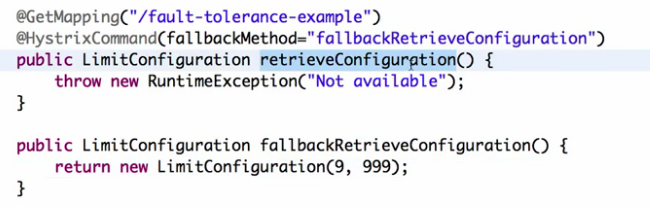 @GetMapping("/fault-tolerance-example")
@HystrixCommand(fallbackMethod="fallbackRetrieveConfiguration")
public LimitConfiguration retrieveConfiguration() {
    throw new RuntimeException("Not available");
}

public LimitConfiguration fallbackRetrieveConfiguration() {
    return new LimitConfiguration(9, 999);
}